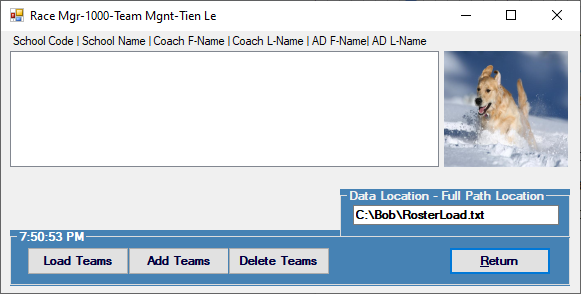 Race Mgr-1000-Team Mgnt-Tien Le
School Code | School Name | Coach F-Name | Coach L-Name | AD F-Name| AD L-Name
Data Location - Full Path Location
C:\Bob\RosterLoad.txt
7:50:53 PM
Load Teams Add Teams Delete Teams Return